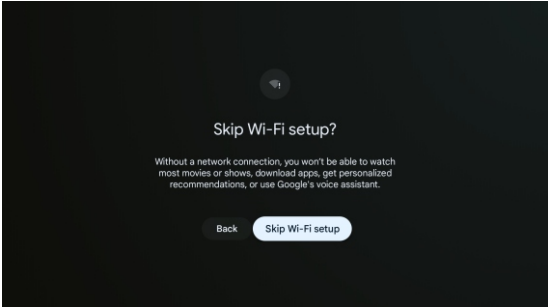 Skip Wi-Fi setup?
Without a network connection, you won't be able to watch
most movies or shows, download apps, get personalized
recommendations, or use Google's voice assistant.
Back
Skip Wi-Fi setup